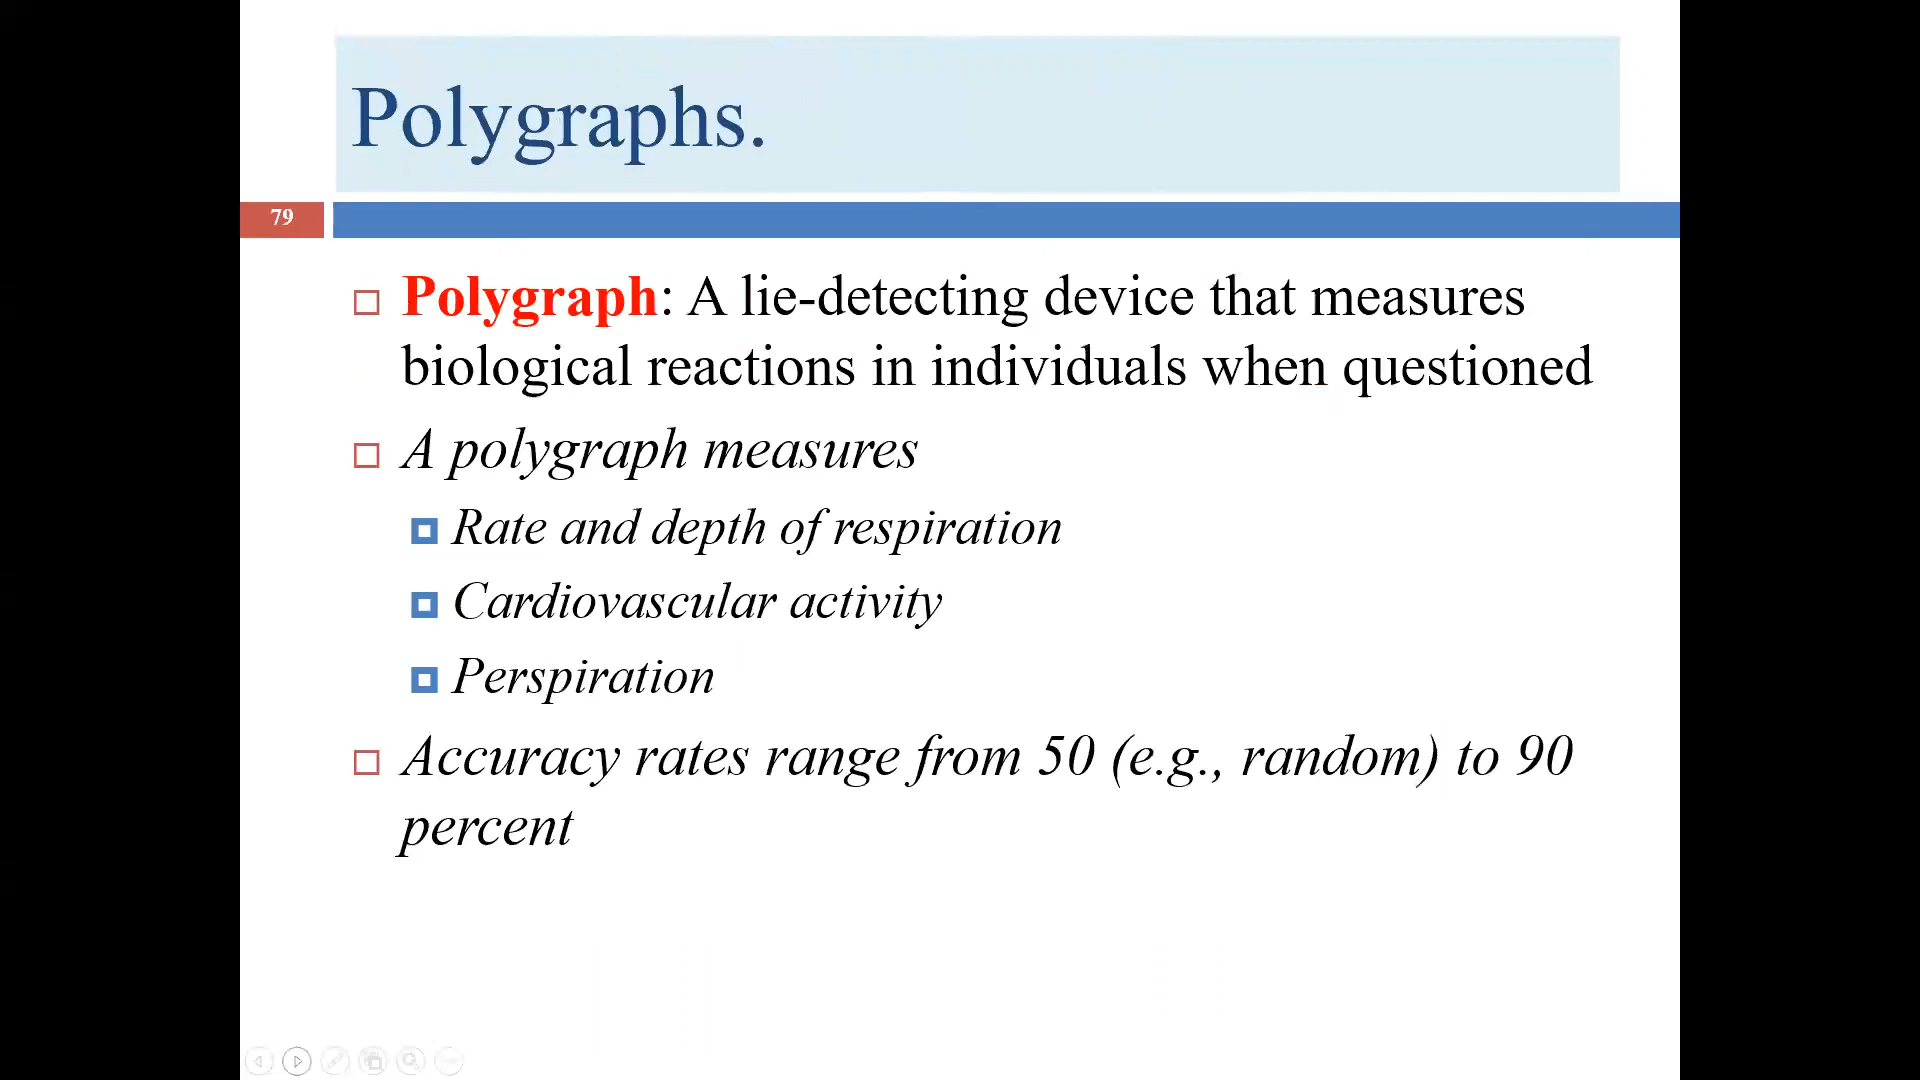 Polygraphs.
79
Polygraph: A lie-detecting device that measures
biological reactions in individuals when questioned
A polygraph measures
Rate and depth of respiration
Cardiovascular activity
Perspiration
Accuracy rates range from 50 (e.g., random) to 90
percent